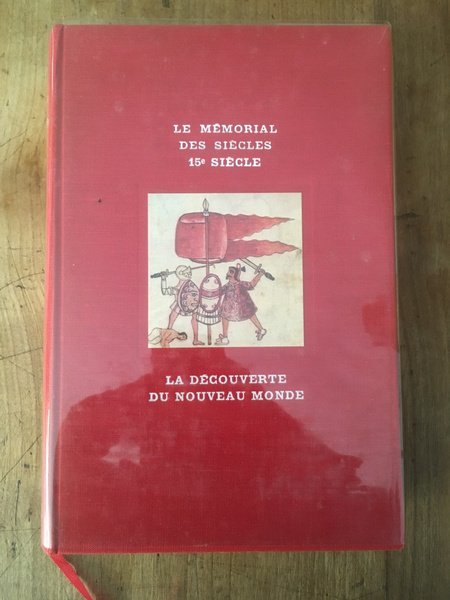 LE MÉMORIAL
DES SIÈCLES
15e SIÈCLE
LA DÉCOUVERTE
DU NOUVEAU MONDE